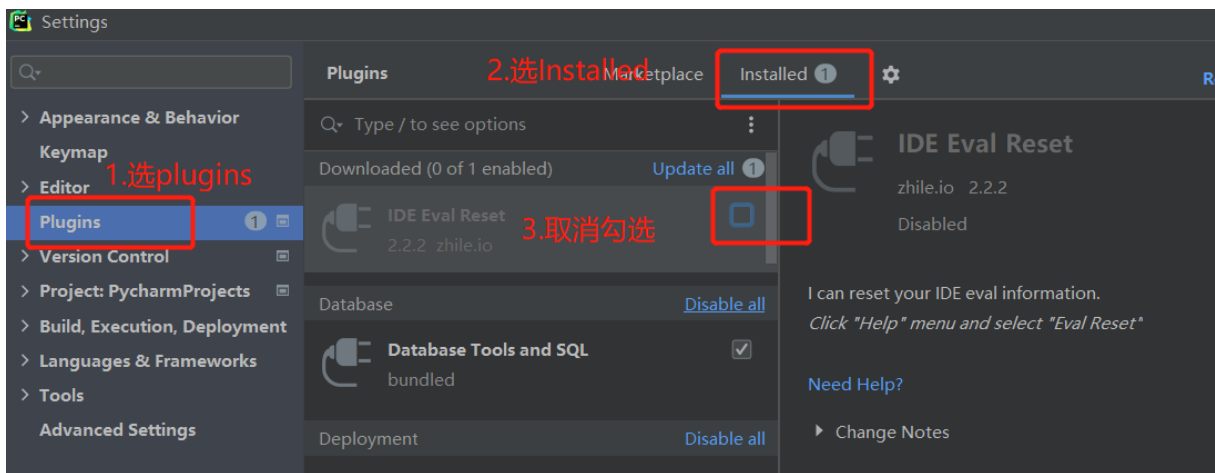 PC Settings
Plugins
2.选Installed
Marketplace
Installed 1
Appearance & Behavior
Keymap
Editor
1.选plugins
Plugins 1
Version Control
Project: PycharmProjects
Build, Execution, Deployment
Languages & Frameworks
Tools
Advanced Settings
Type / to see options
Downloaded (0 of 1 enabled) Update all 1
IDE Eval Reset
2.2.2 zhile.io
3.取消勾选
Database Disable all
Database Tools and SQL
bundled
Deployment Disable all
IDE Eval Reset
zhile.io 2.2.2
Disabled
I can reset your IDE eval information.
Click "Help" menu and select "Eval Reset"
Need Help?
Change Notes